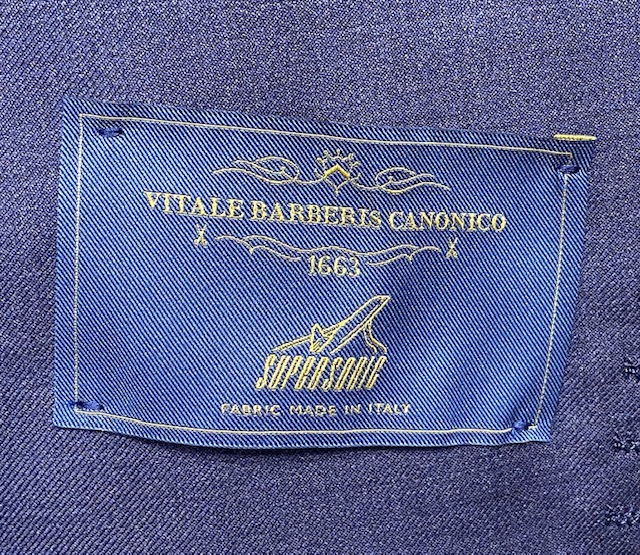 VITALE BARBERIS CANONICO
1663
SUPERSONIC
FABRIC MADE IN ITALY